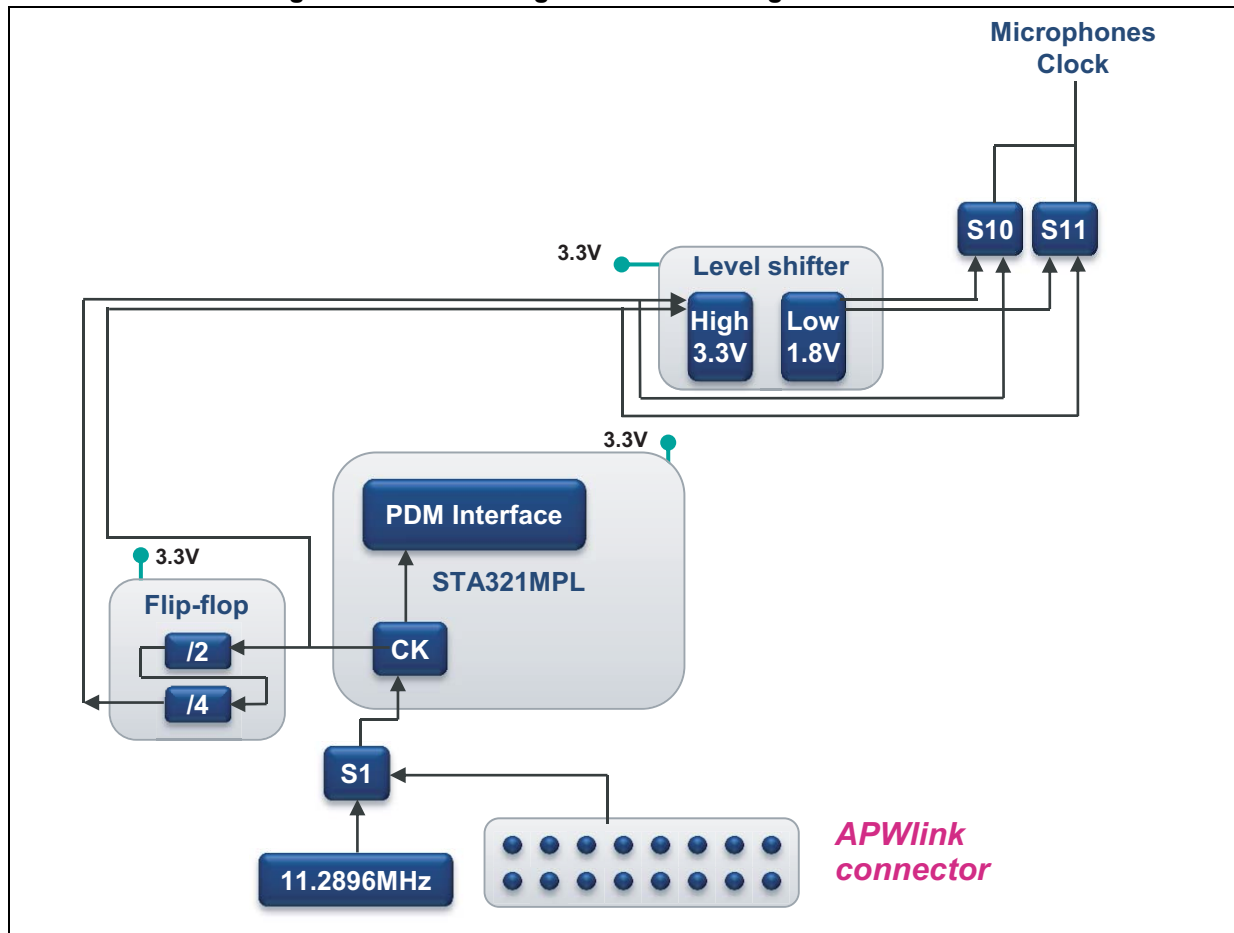 Microphones
Clock
S10
S11
3.3V
Level shifter
High
3.3V
Low
1.8V
3.3V
PDM Interface
STA321MPL
3.3V
Flip-flop
/2
/4
CK
S1
11.2896MHz
APWlink
connector